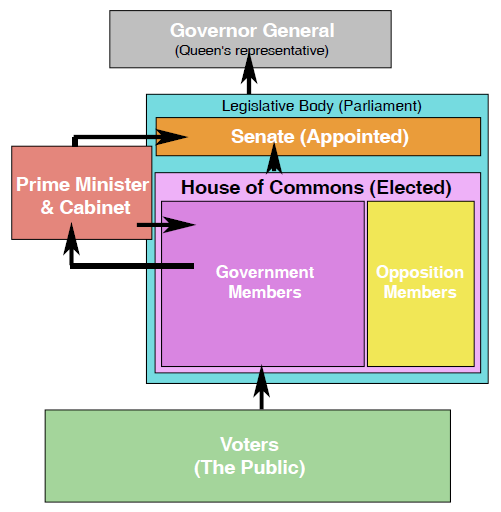 Governor General
(Queen's representative)
Legislative Body (Parliament)
Senate (Appointed)
Prime Minister
& Cabinet
House of Commons (Elected)
Government
Members
Opposition
Members
Voters
(The Public)